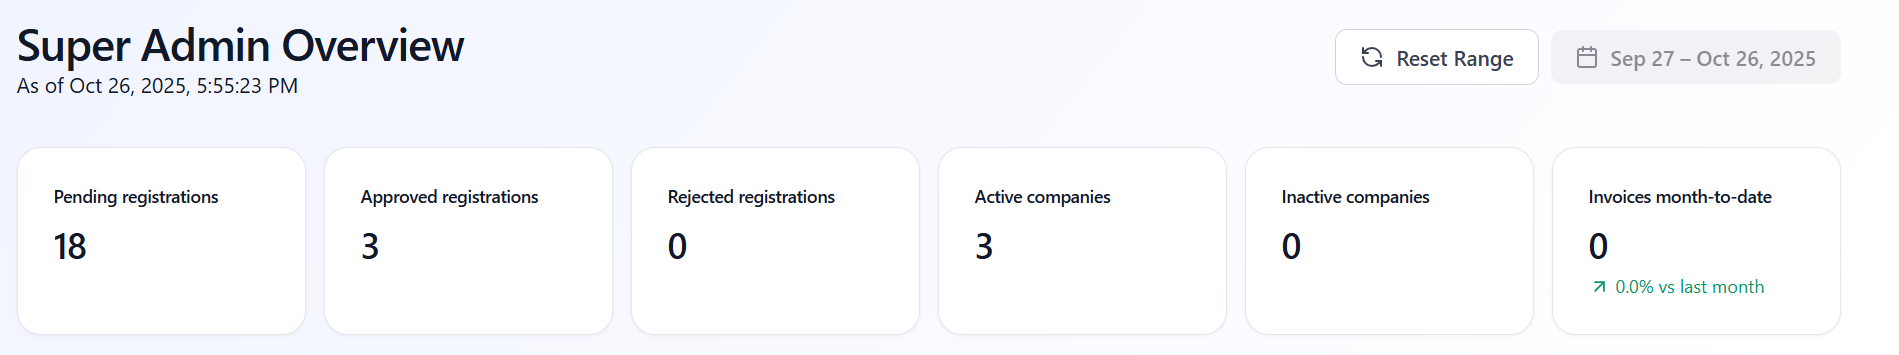 Super Admin Overview
As of Oct 26, 2025, 5:55:23 PM
Reset Range
Sep 27 – Oct 26, 2025
Pending registrations
18
Approved registrations
3
Rejected registrations
0
Active companies
3
Inactive companies
0
Invoices month-to-date
0
0.0% vs last month